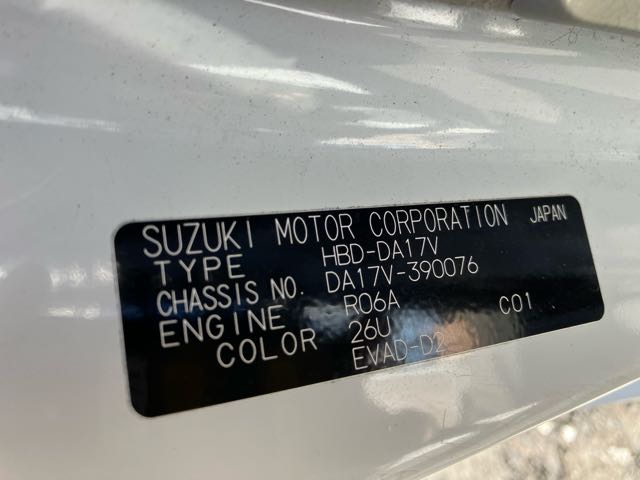 SUZUKI MOTOR CORPORATION JAPAN
TYPE HBD-DA17V
CHASSIS NO. DA17V-390076
ENGINE R06A
COLOR 26U C01
EVAD-D2